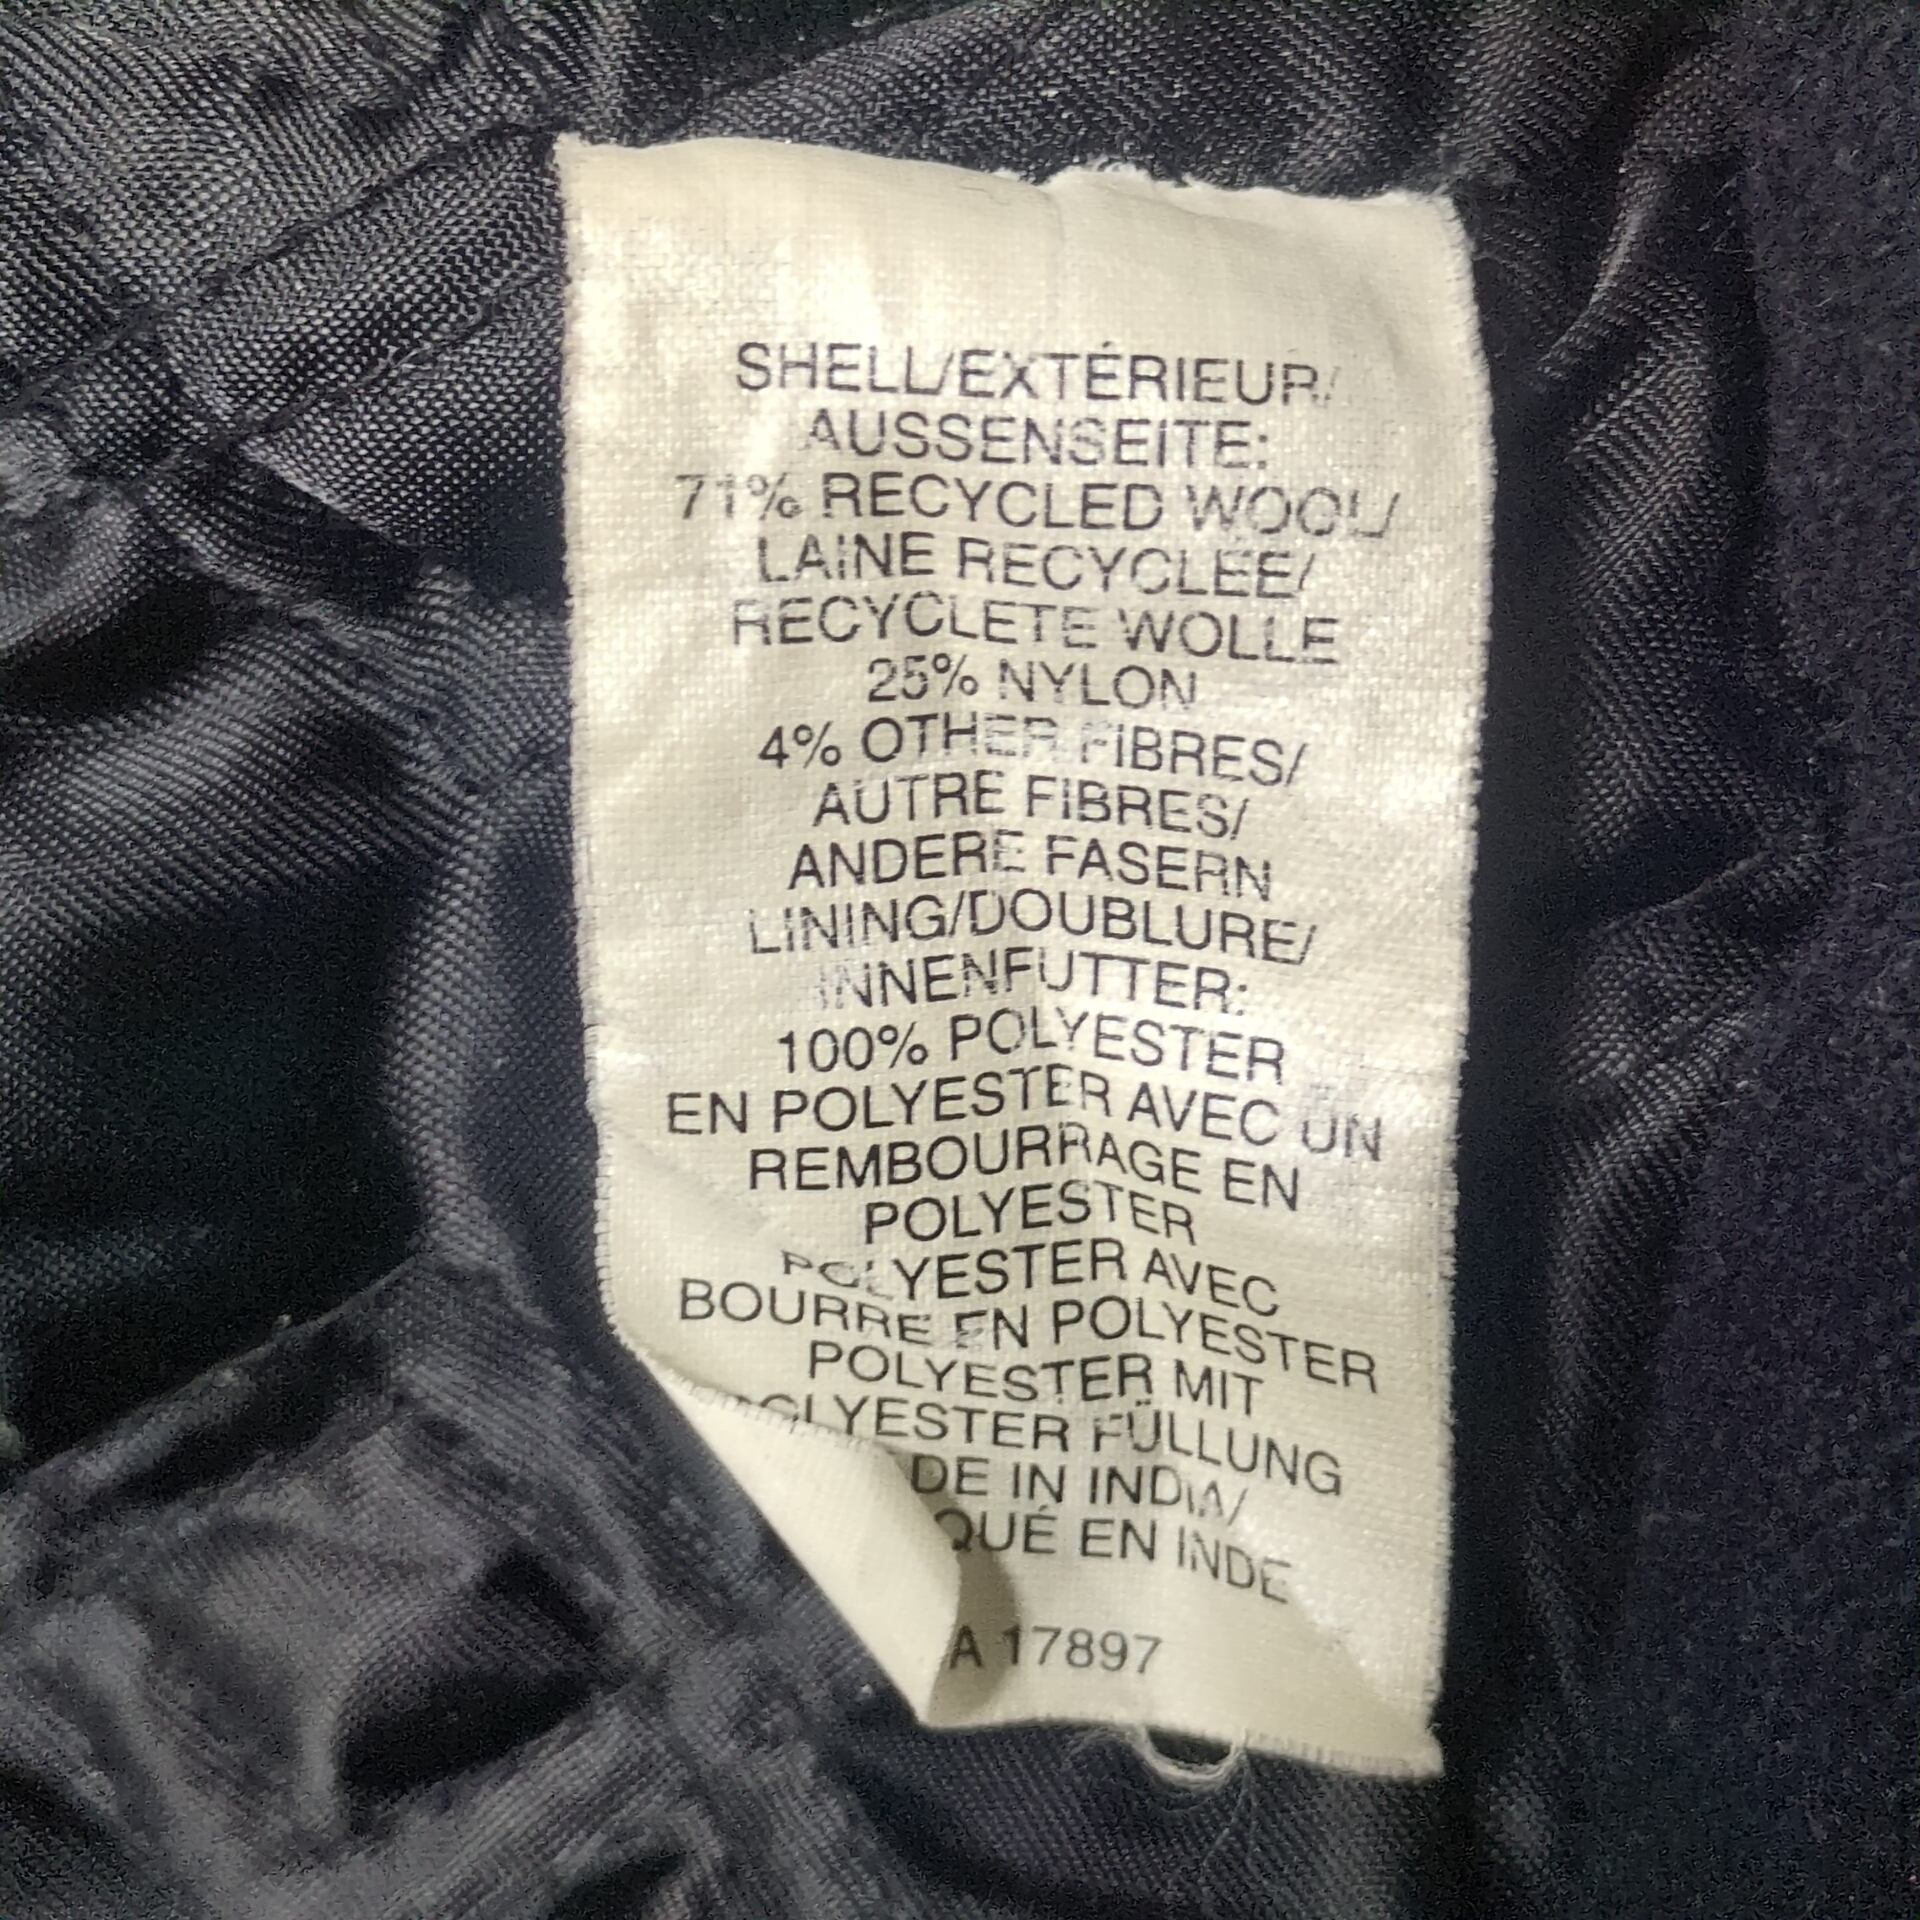 SHELL/EXTÉRIEUR/
AUSSENSEITE:
71% RECYCLED WOOL/
LAINE RECYCLÉE/
RECYCLETE WOLLE
25% NYLON
4% OTHER FIBRES/
AUTRE FIBRES/
ANDERE FASERN
LINING/DOUBLURE/
INNENFUTTER:
100% POLYESTER
EN POLYESTER AVEC UN
REMBOURRAGE EN
POLYESTER
POLYESTER AVEC
BOURRE EN POLYESTER
POLYESTER MIT
POLYESTER FÜLLUNG
DE IN INDIA/
QUÉ EN INDE
A 17897